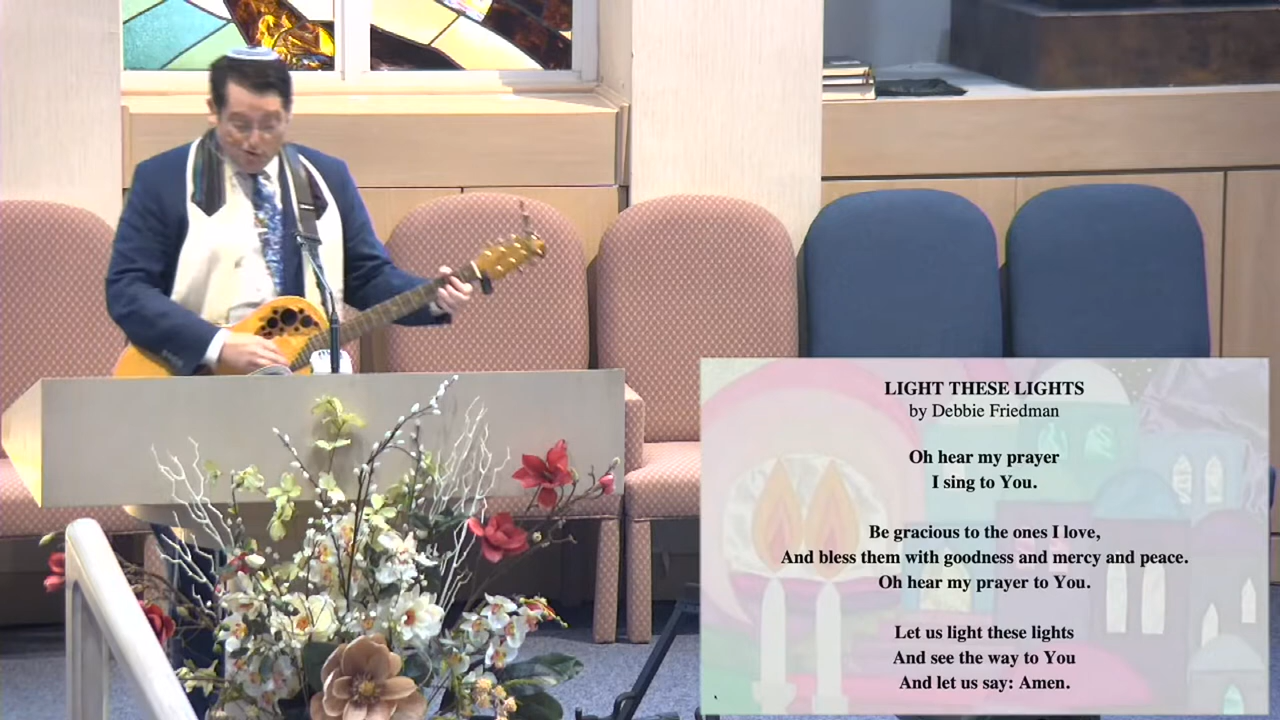 LIGHT THESE LIGHTS
by Debbie Friedman
Oh hear my prayer
I sing to You.
Be gracious to the ones I love,
And bless them with goodness and mercy and peace.
Oh hear my prayer to You.
Let us light these lights
And see the way to You
And let us say: Amen.